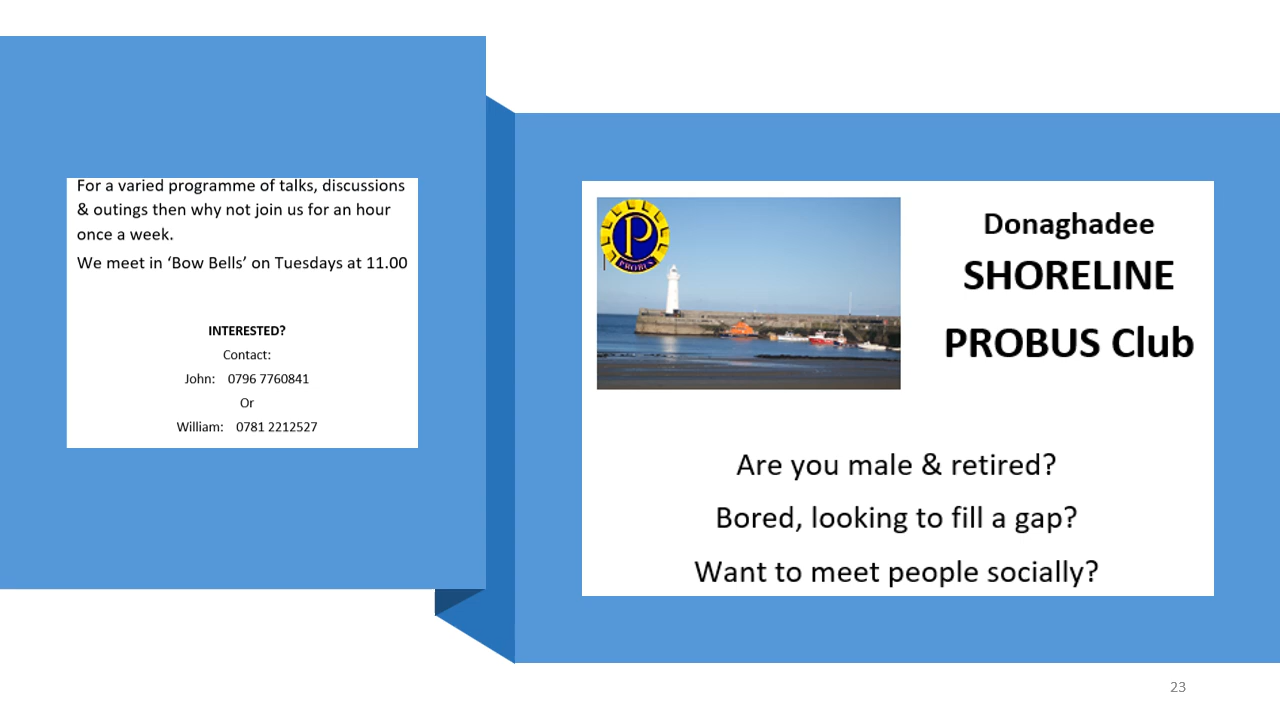 For a varied programme of talks, discussions
& outings then why not join us for an hour
once a week.
We meet in ‘Bow Bells’ on Tuesdays at 11.00
INTERESTED?
Contact:
John: 0796 7760841
Or
William: 0781 2212527
P
PROBUS
Donaghadee
SHORELINE
PROBUS Club
Are you male & retired?
Bored, looking to fill a gap?
Want to meet people socially?
23